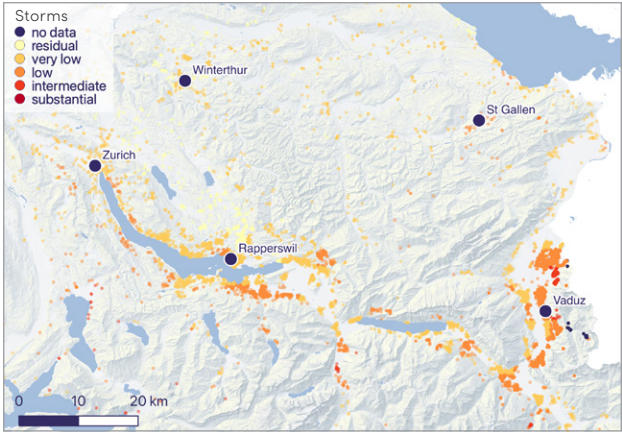 Storms
no data
residual
very low
low
intermediate
substantial
Winterthur
St Gallen
Zurich
Rapperswil
Vaduz
0 10 20 km